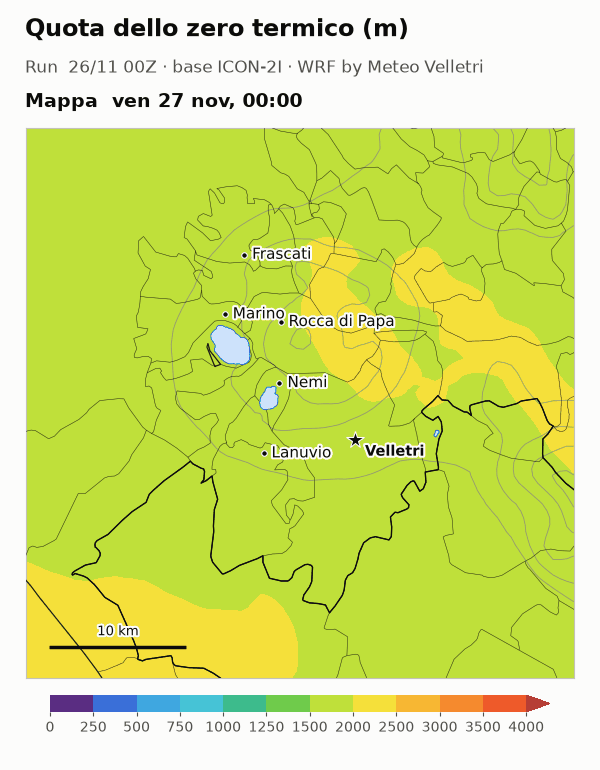 Quota dello zero termico (m)
Run  26/11 00Z · base ICON-2I · WRF by Meteo Velletri
Mappa  ven 27 nov, 00:00
Frascati
Marino
Rocca di Papa
Nemi
Velletri
Lanuvio
10 km
0 250 500 750 1000 1250 1500 2000 2500 3000 3500 4000